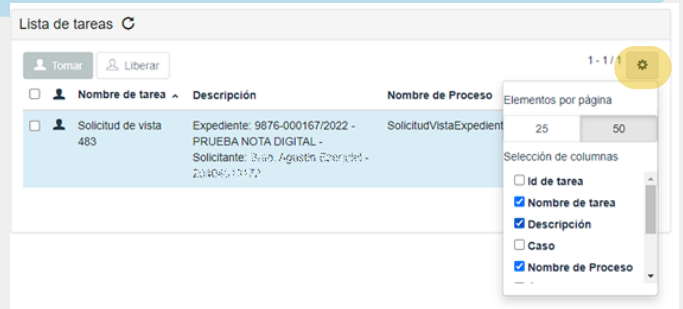 Lista de tareas
Tomar
Liberar
1 - 1 / 1
Nombre de tarea
Descripción
Nombre de Proceso
Solicitud de vista
483
Expediente: 9876-000167/2022 -
PRUEBA NOTA DIGITAL -
Solicitante:
SolicitudVistaExpedient
Elementos por página
25
50
Selección de columnas
Id de tarea
Nombre de tarea
Descripción
Caso
Nombre de Proceso